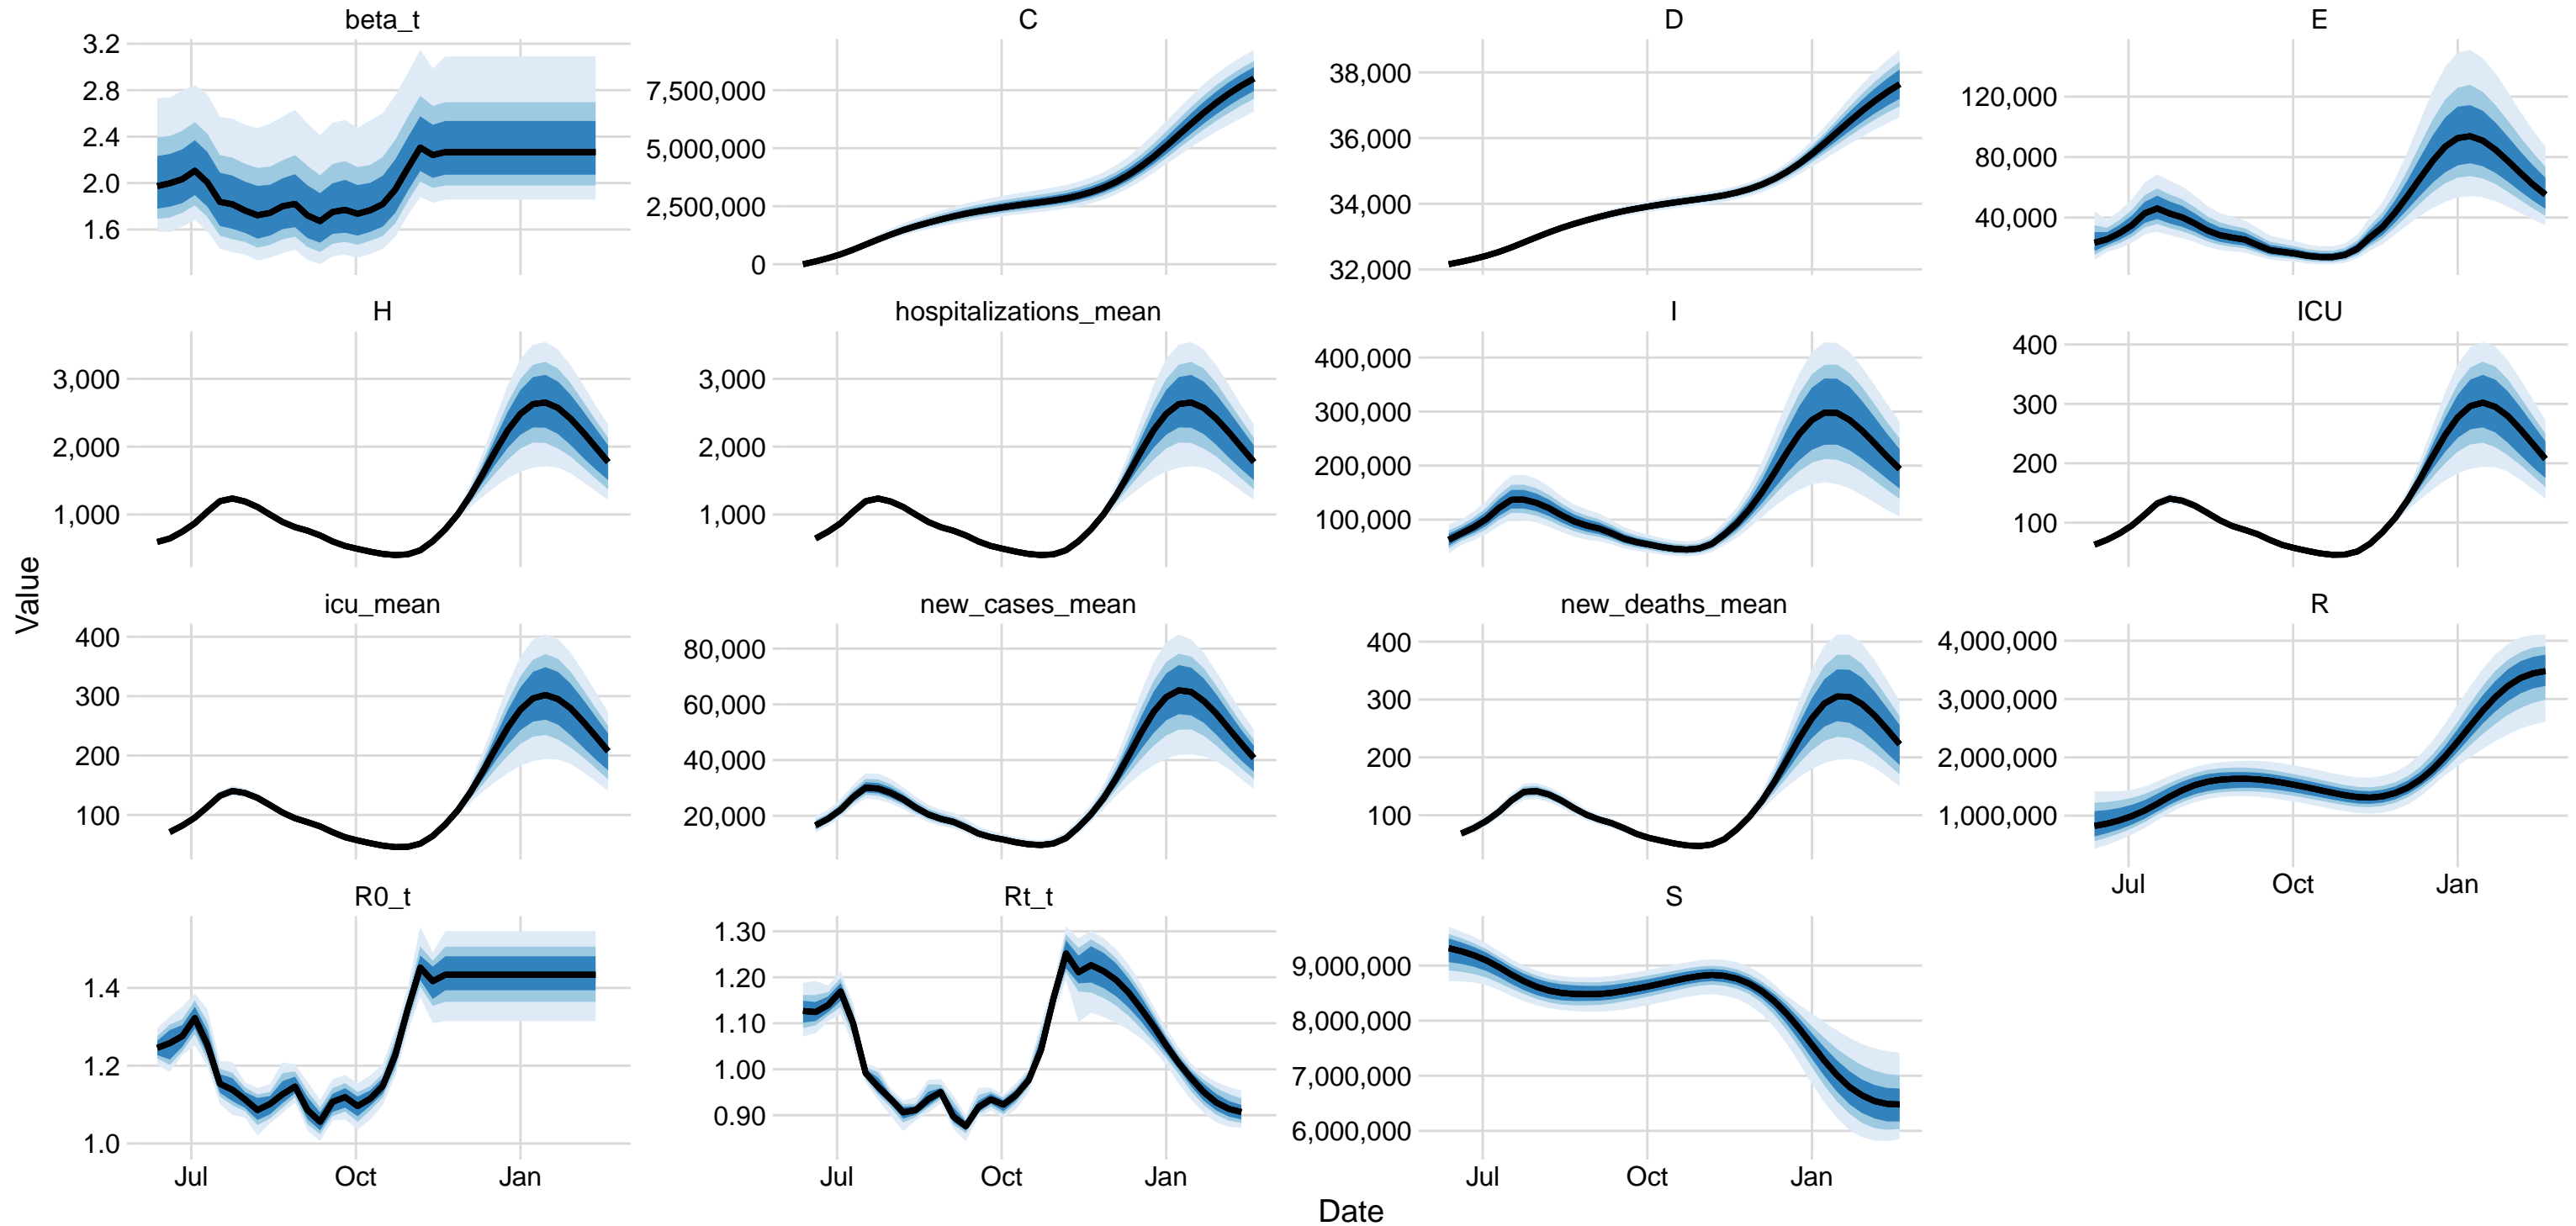 beta_t
3.2
2.8
2.4
2.0
1.6
C
7,500,000
5,000,000
2,500,000
0
D
38,000
36,000
34,000
32,000
E
120,000
80,000
40,000
H
3,000
2,000
1,000
hospitalizations_mean
3,000
2,000
1,000
I
400,000
300,000
200,000
100,000
ICU
400
300
200
100
Value
icu_mean
400
300
200
100
new_cases_mean
80,000
60,000
40,000
20,000
new_deaths_mean
400
300
200
100
R
4,000,000
3,000,000
2,000,000
1,000,000
Jul Oct Jan
R0_t
1.4
1.2
1.0
Jul Oct Jan
Rt_t
1.30
1.20
1.10
1.00
0.90
Jul Oct Jan
S
9,000,000
8,000,000
7,000,000
6,000,000
Jul Oct Jan
Date